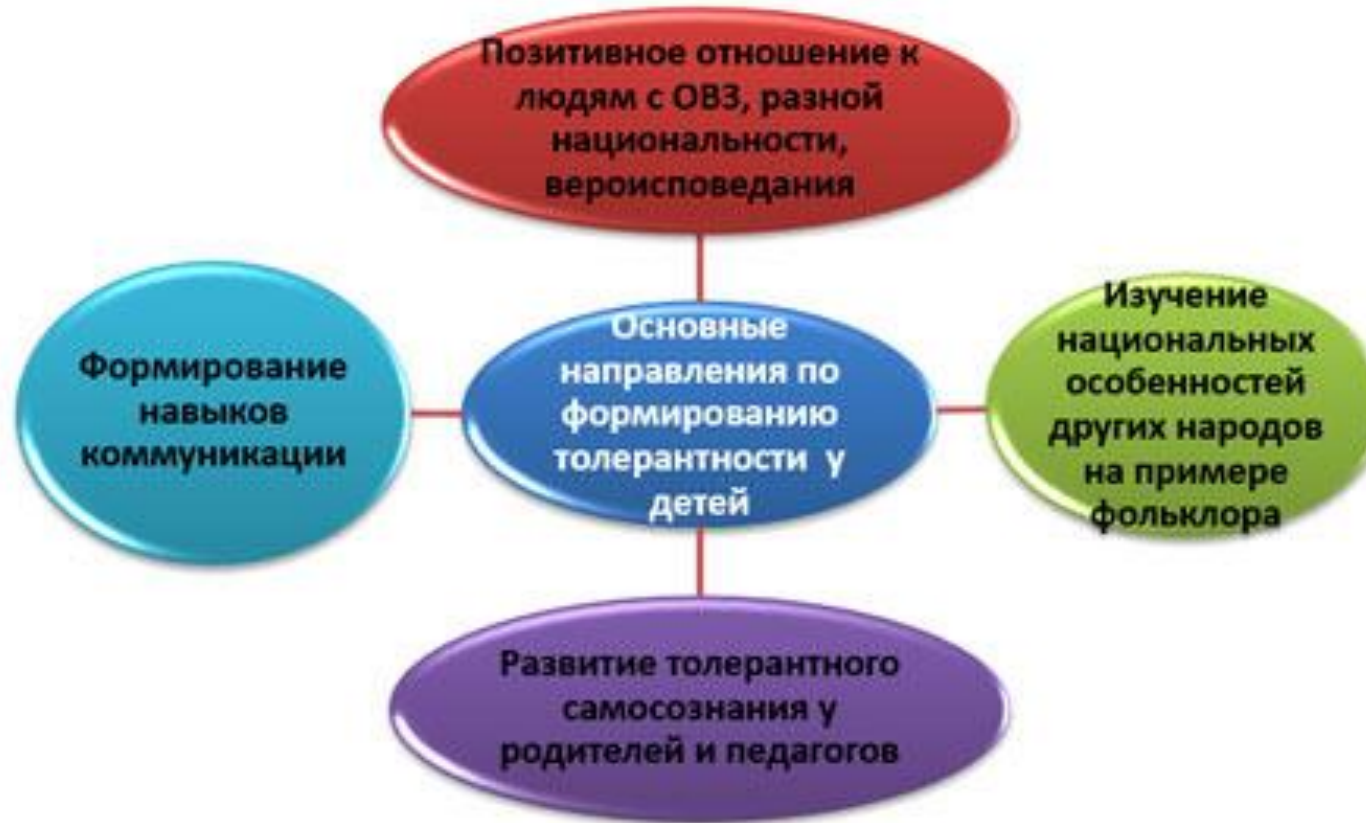 Позитивное отношение к
людям с ОВЗ, разной
национальности,
вероисповедания
Формирование
навыков
коммуникации
Основные
направления по
формированию
толерантности у
детей
Изучение
национальных
особенностей
других народов
на примере
фольклора
Развитие толерантного
самосознания у
родителей и педагогов